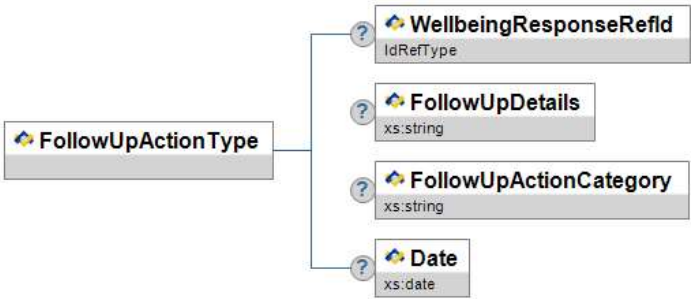 ? WellbeingResponseRefId
IdRefType
? FollowUpDetails
xs:string
FollowUpActionType
? FollowUpActionCategory
xs:string
? Date
xs:date